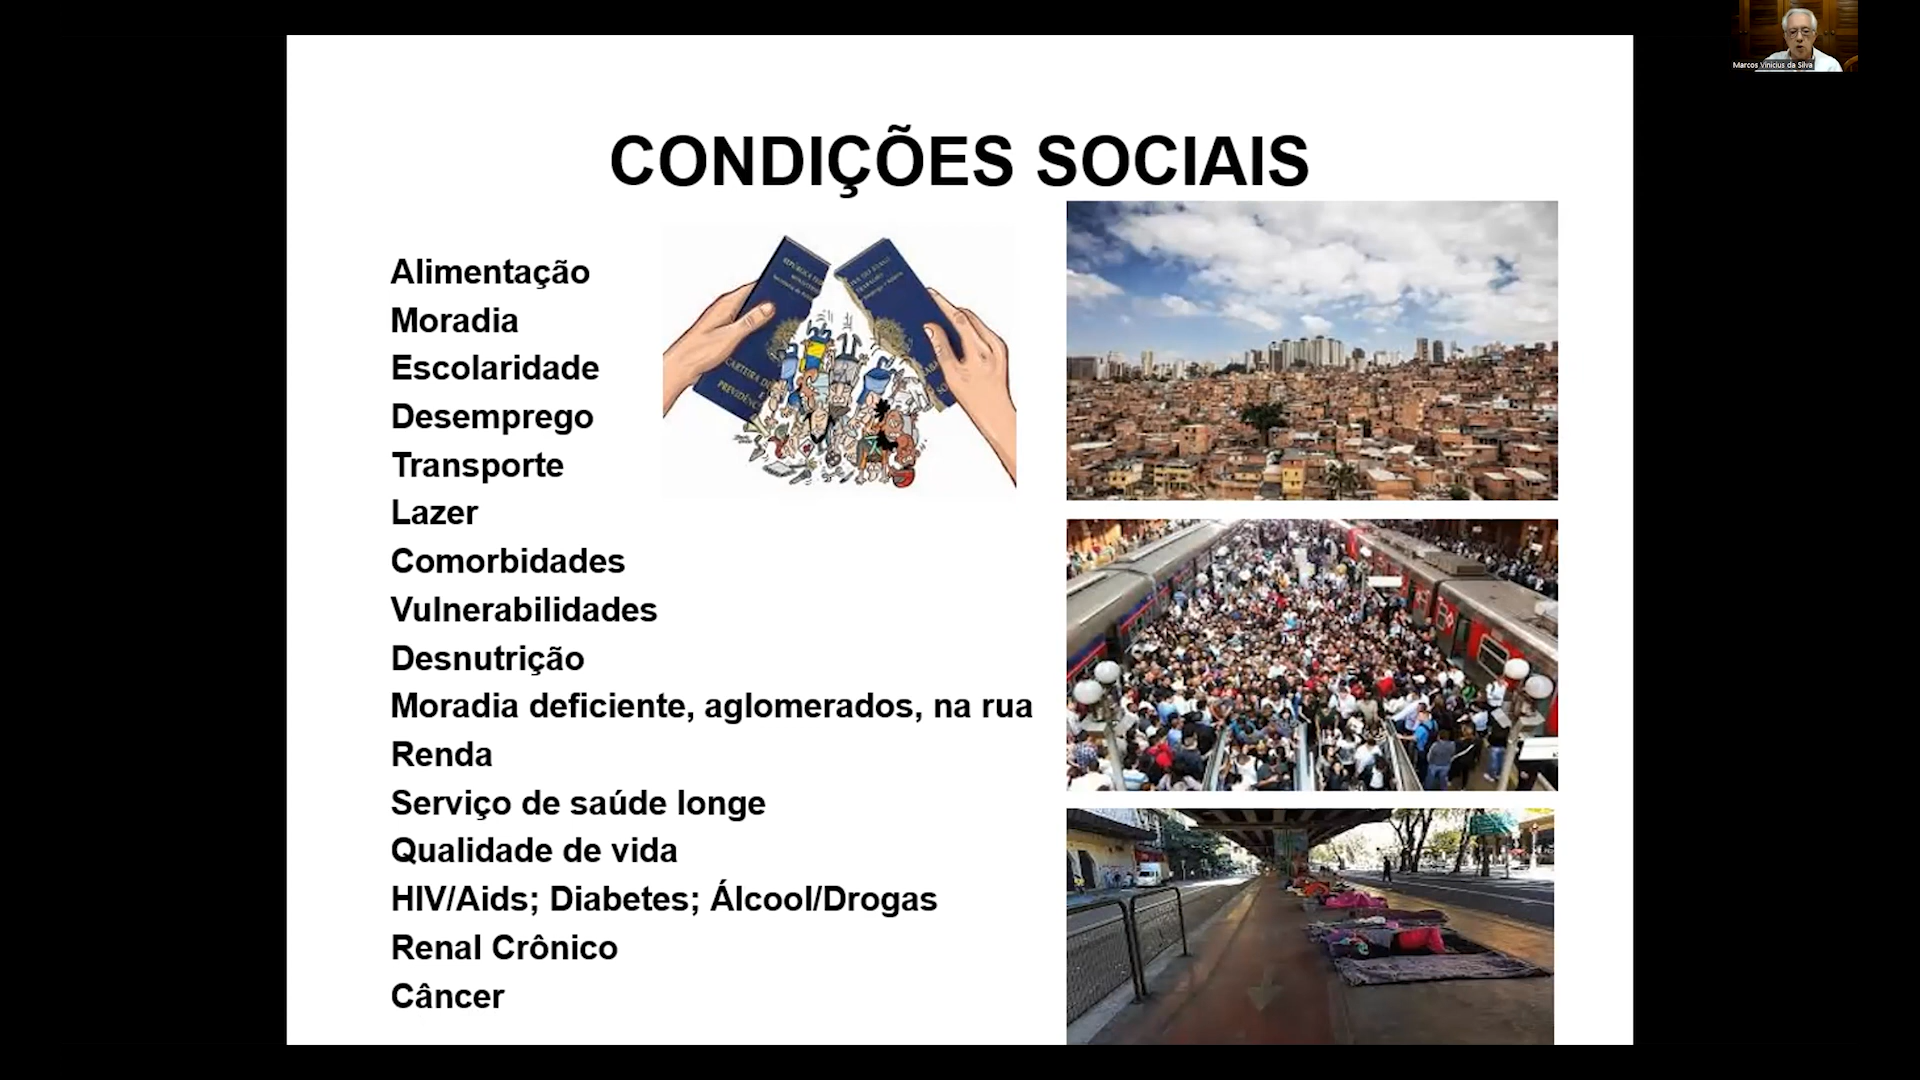 Marcos Vinicius da Silva
CONDIÇÕES SOCIAIS
Alimentação
Moradia
Escolaridade
Desemprego
Transporte
Lazer
Comorbidades
Vulnerabilidades
Desnutrição
Moradia deficiente, aglomerados, na rua
Renda
Serviço de saúde longe
Qualidade de vida
HIV/Aids; Diabetes; Álcool/Drogas
Renal Crônico
Câncer